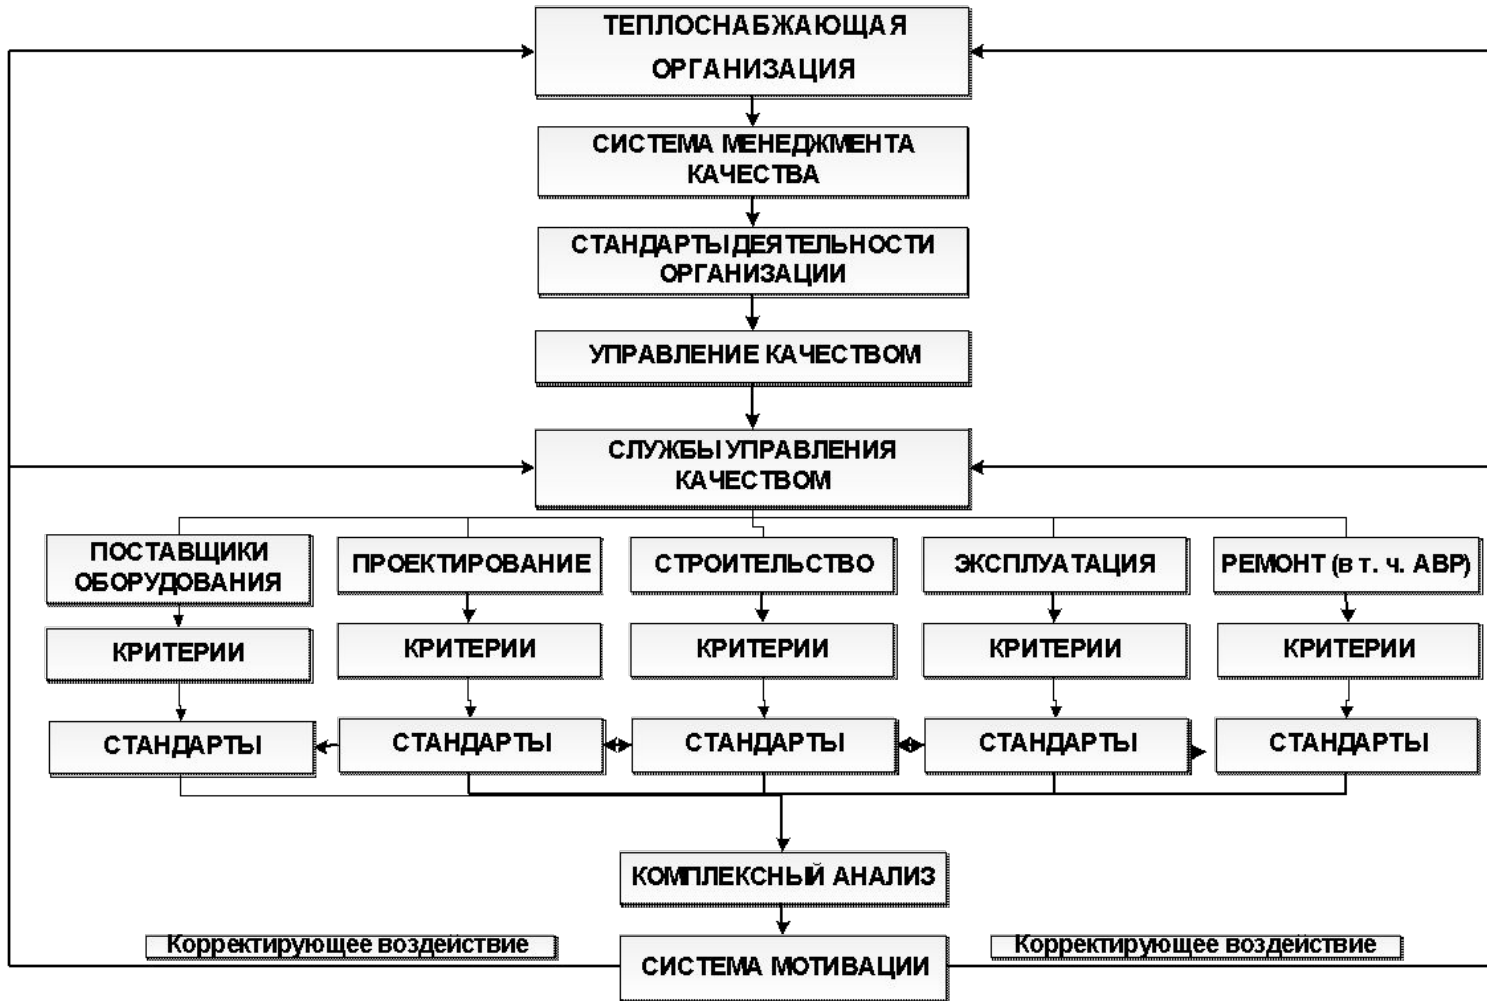 ТЕПЛОСНАБЖАЮЩАЯ
ОРГАНИЗАЦИЯ
СИСТЕМА МЕНЕДЖМЕНТА
КАЧЕСТВА
СТАНДАРТЫ ДЕЯТЕЛЬНОСТИ
ОРГАНИЗАЦИИ
УПРАВЛЕНИЕ КАЧЕСТВОМ
СЛУЖБЫ УПРАВЛЕНИЯ
КАЧЕСТВОМ
ПОСТАВЩИКИ
ОБОРУДОВАНИЯ
ПРОЕКТИРОВАНИЕ
СТРОИТЕЛЬСТВО
ЭКСПЛУАТАЦИЯ
РЕМОНТ (в т. ч. АВР)
КРИТЕРИИ
КРИТЕРИИ
КРИТЕРИИ
КРИТЕРИИ
КРИТЕРИИ
СТАНДАРТЫ
СТАНДАРТЫ
СТАНДАРТЫ
СТАНДАРТЫ
СТАНДАРТЫ
КОМПЛЕКСНЫЙ АНАЛИЗ
Корректирующее воздействие
Корректирующее воздействие
СИСТЕМА МОТИВАЦИИ